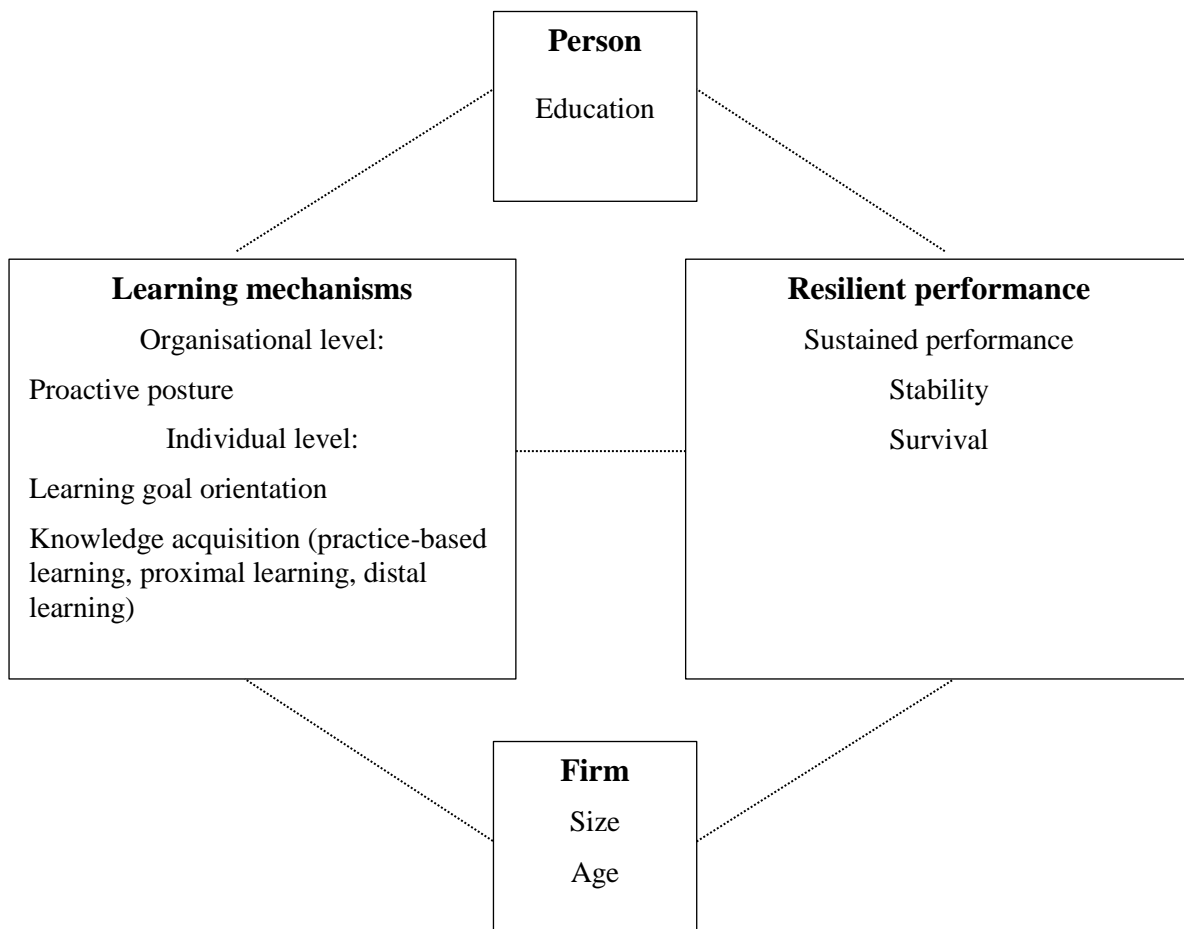 Person
Education
Learning mechanisms
Organisational level:
Proactive posture
Individual level:
Learning goal orientation
Knowledge acquisition (practice-based
learning, proximal learning, distal
learning)
Resilient performance
Sustained performance
Stability
Survival
Firm
Size
Age